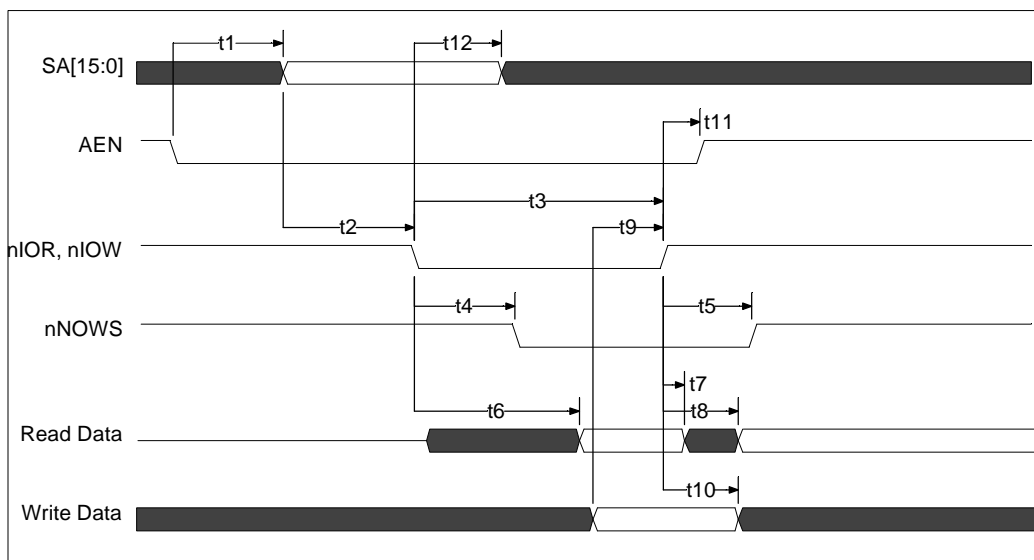 t1
t12
SA[15:0]
t11
AEN
t3
t2
t9
nIOR, nIOW
t4
t5
nNOWS
t7
t6
t8
Read Data
t10
Write Data